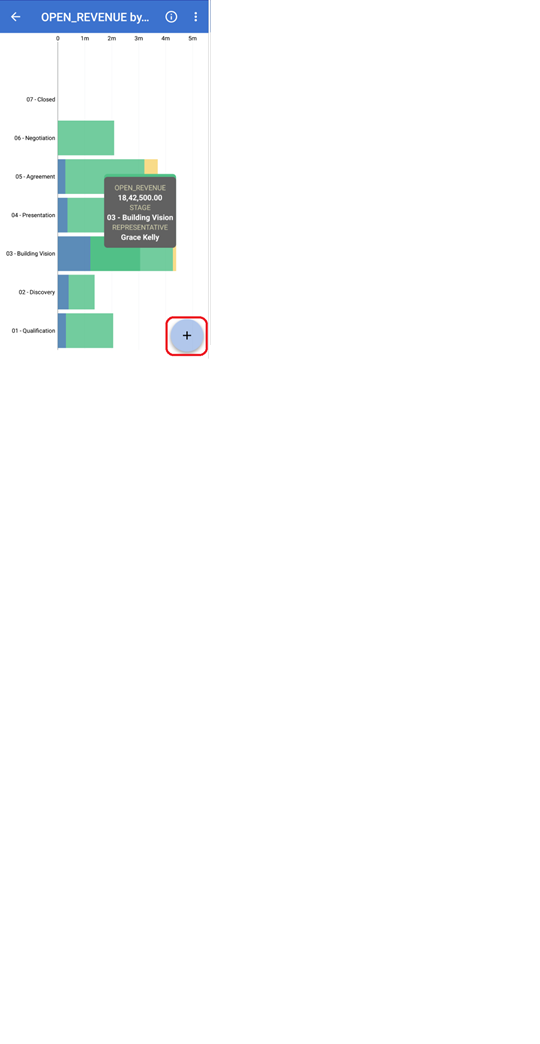 OPEN_REVENUE by...
0 1m 2m 3m 4m 5m
07 - Closed
06 - Negotiation
05 - Agreement
OPEN_REVENUE
18,42,500.00
STAGE
04 - Presentation
03 - Building Vision
REPRESENTATIVE
Grace Kelly
03 - Building Vision
02 - Discovery
01 - Qualification
+